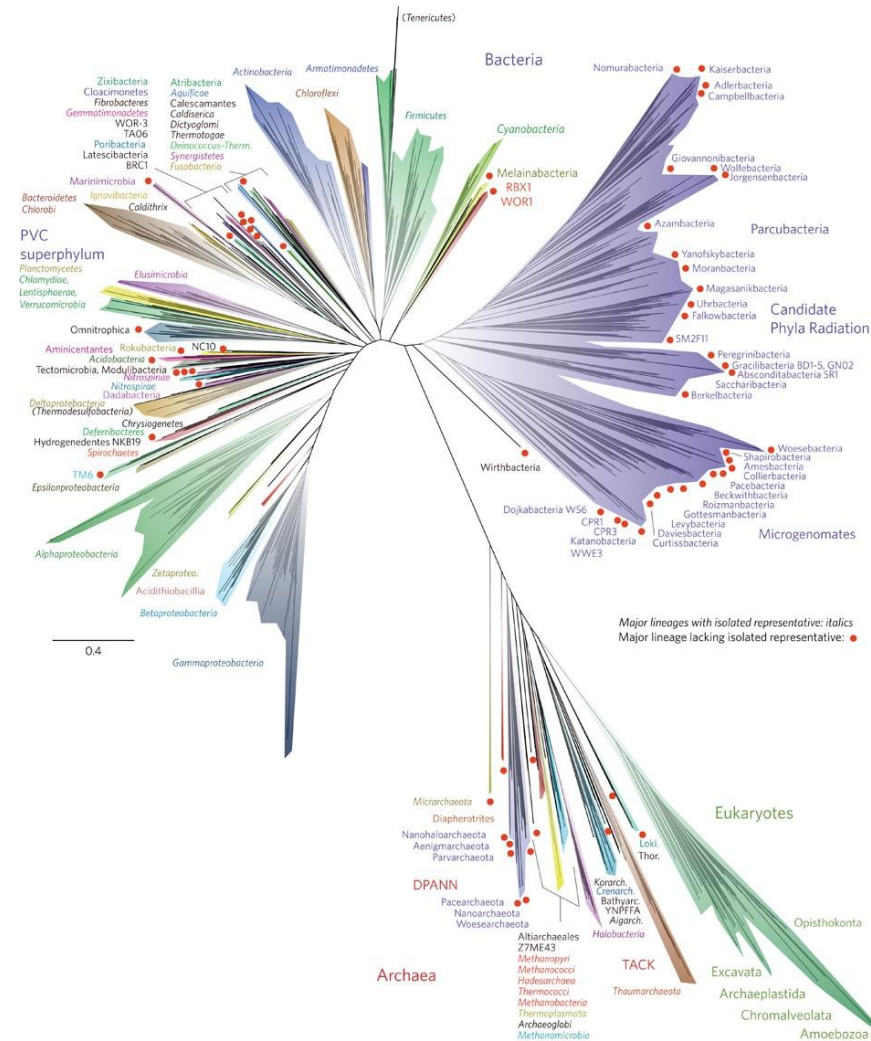 (Tenericutes)
Bacteria
Zixibacteria
Cloacimonetes
Fibrobacteres
Gemmatimonadetes
WOR-3
TA06
Poribacteria
Latescibacteria
BRC1
Atribacteria
Aquificae
Calescamantes
Caldiserica
Dictyoglomi
Thermotogae
Deinococcus-Therm.
Synergistetes
Fusobacteria
Actinobacteria
Armatimonadetes
Chloroflexi
Firmicutes
Cyanobacteria
Melainabacteria
RBX1
WOR1
Nomurabacteria
Kaiserbacteria
Adlerbacteria
Campbellbacteria
Giovannonibacteria
Wolfebacteria
Jorgensenbacteria
Azambacteria
Parcubacteria
Yanofskybacteria
Moranbacteria
Magasanikbacteria
Uhrbacteria
Falkowbacteria
Candidate
Phyla Radiation
SM2F11
Peregrinibacteria
Gracilibacteria BD1-5, GN02
Absconditabacteria SR1
Saccharibacteria
Berkelbacteria
Marinimicrobia
Bacteroidetes
Chlorobi
Ignavibacteria
Caldithrix
PVC
superphylum
Planctomycetes
Chlamydiae,
Lentisphaerae,
Verrucomicrobia
Elusimicrobia
Omnitrophica
Rokubacteria
NC10
Aminicentantes
Acidobacteria
Tectomicrobia, Modulibacteria
Nitrospinae
Nitrospirae
Dadabacteria
Deltaprotebacteria
(Thermodesulfobacteria)
Chrysiogenetes
Deferribacteres
Hydrogenedentes NKB19
Spirochaetes
TM6
Epsilonproteobacteria
Wirthbacteria
Woesebacteria
Shapirobacteria
Amesbacteria
Collierbacteria
Pacebacteria
Beckwithbacteria
Roizmanbacteria
Gottesmanbacteria
Levybacteria
Daviesbacteria
Curtissbacteria
Microgenomates
Dojkabacteria WS6
CPR1
CPR3
Katanobacteria
WWE3
Alphaproteobacteria
Zetaproteo.
Acidithiobacillia
Betaproteobacteria
Gammaproteobacteria
0.4
Major lineages with isolated representative: italics
Major lineage lacking isolated representative:
Micrarchaeota
Diapherotrites
Nanohaloarchaeota
Aenigmarchaeota
Parvarchaeota
DPANN
Pacearchaeota
Nanoarchaeota
Woesearchaeota
Archaea
Altiarchaeales
Z7ME43
Methanopyri
Methanococci
Hadesarchaea
Thermococci
Methanobacteria
Thermoplasmata
Archaeoglobi
Methanomicrobia
Halobacteria
Korarch.
Crenarch.
Bathyarc.
YNPFFA
Aigarch.
TACK
Thaumarchaeota
Loki.
Thor.
Eukaryotes
Opisthokonta
Excavata
Archaeplastida
Chromalveolata
Amoebozoa